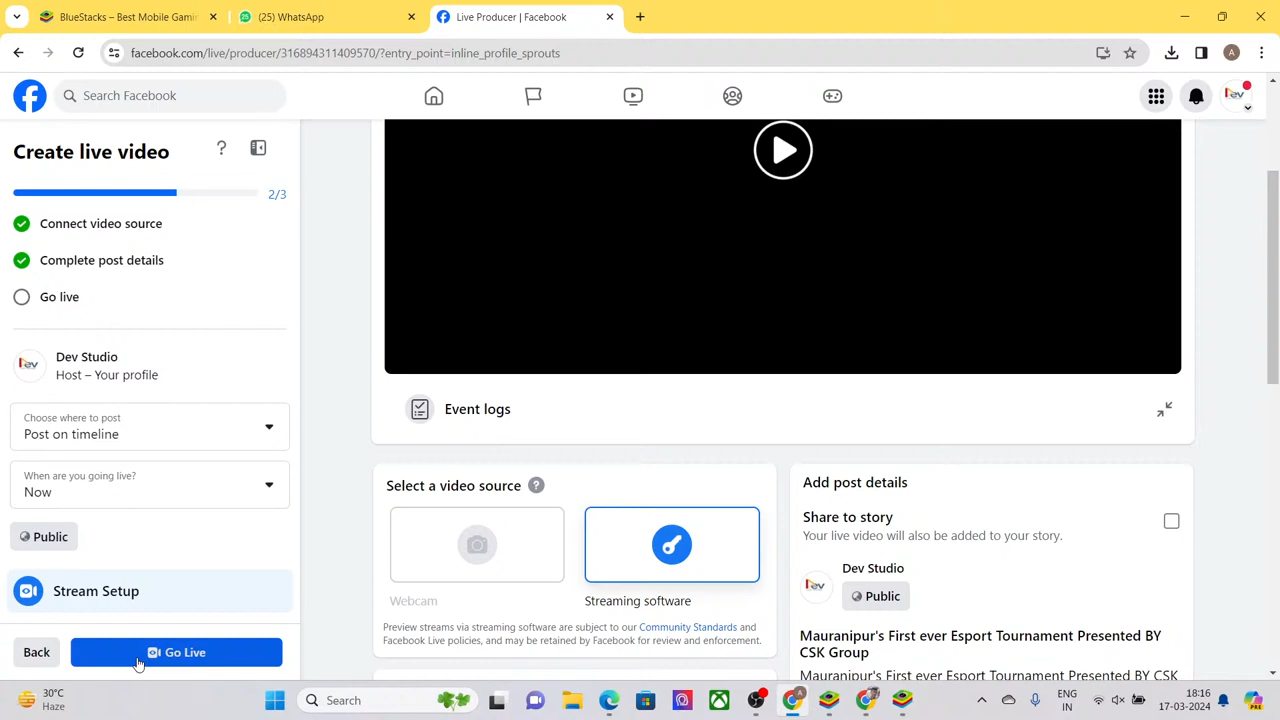 BlueStacks – Best Mobile Gami
(25) WhatsApp
Live Producer | Facebook
facebook.com/live/producer/316894311409570/?entry_point=inline_profile_sprouts
Search Facebook
Create live video
2/3
Connect video source
Complete post details
Go live
Dev Studio
Host – Your profile
Choose where to post
Post on timeline
When are you going live?
Now
Public
Stream Setup
Back
Go Live
Event logs
Select a video source
Webcam
Streaming software
Preview streams via streaming software are subject to our Community Standards and
Facebook Live policies, and may be retained by Facebook for review and enforcement.
Add post details
Share to story
Your live video will also be added to your story.
Dev Studio
Public
Mauranipur's First ever Esport Tournament Presented BY
CSK Group
Mauranipur's First ever Esport Tournament Presented BY CSK
30°C
Haze
Search
ENG
IN
18:16
17-03-2024